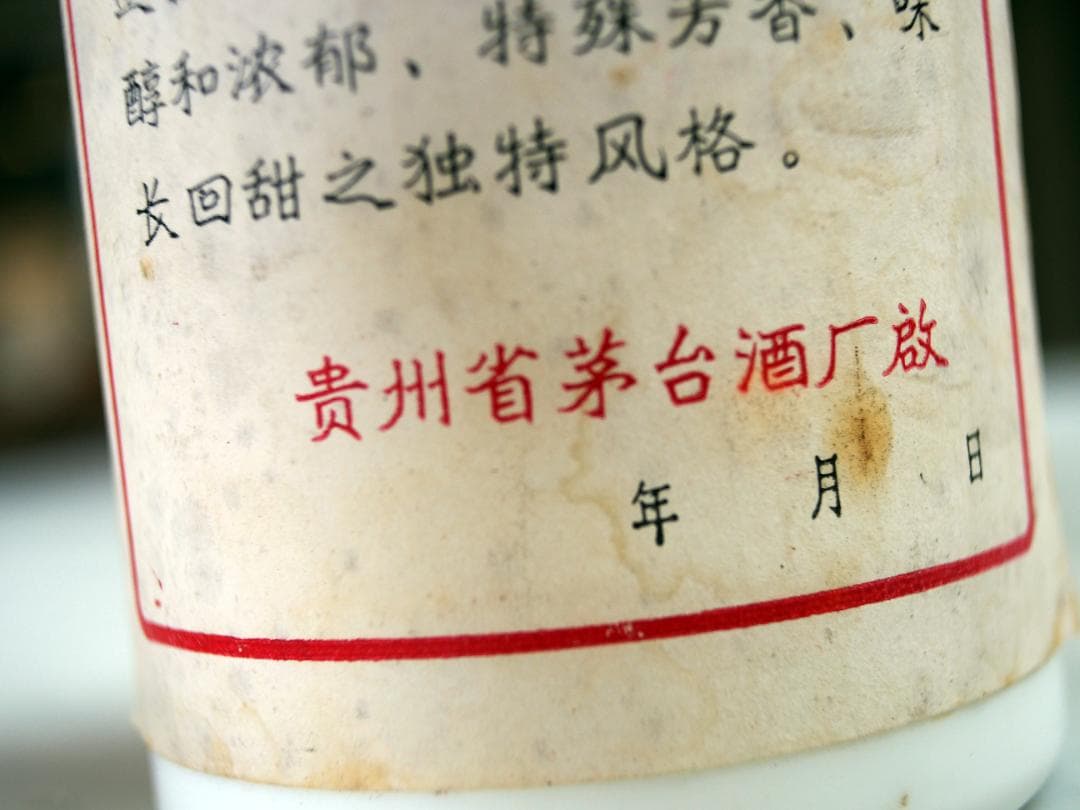 醇和浓郁、特殊芳香、味
长回甜之独特风格。
贵州省茅台酒厂啟
年 月 日